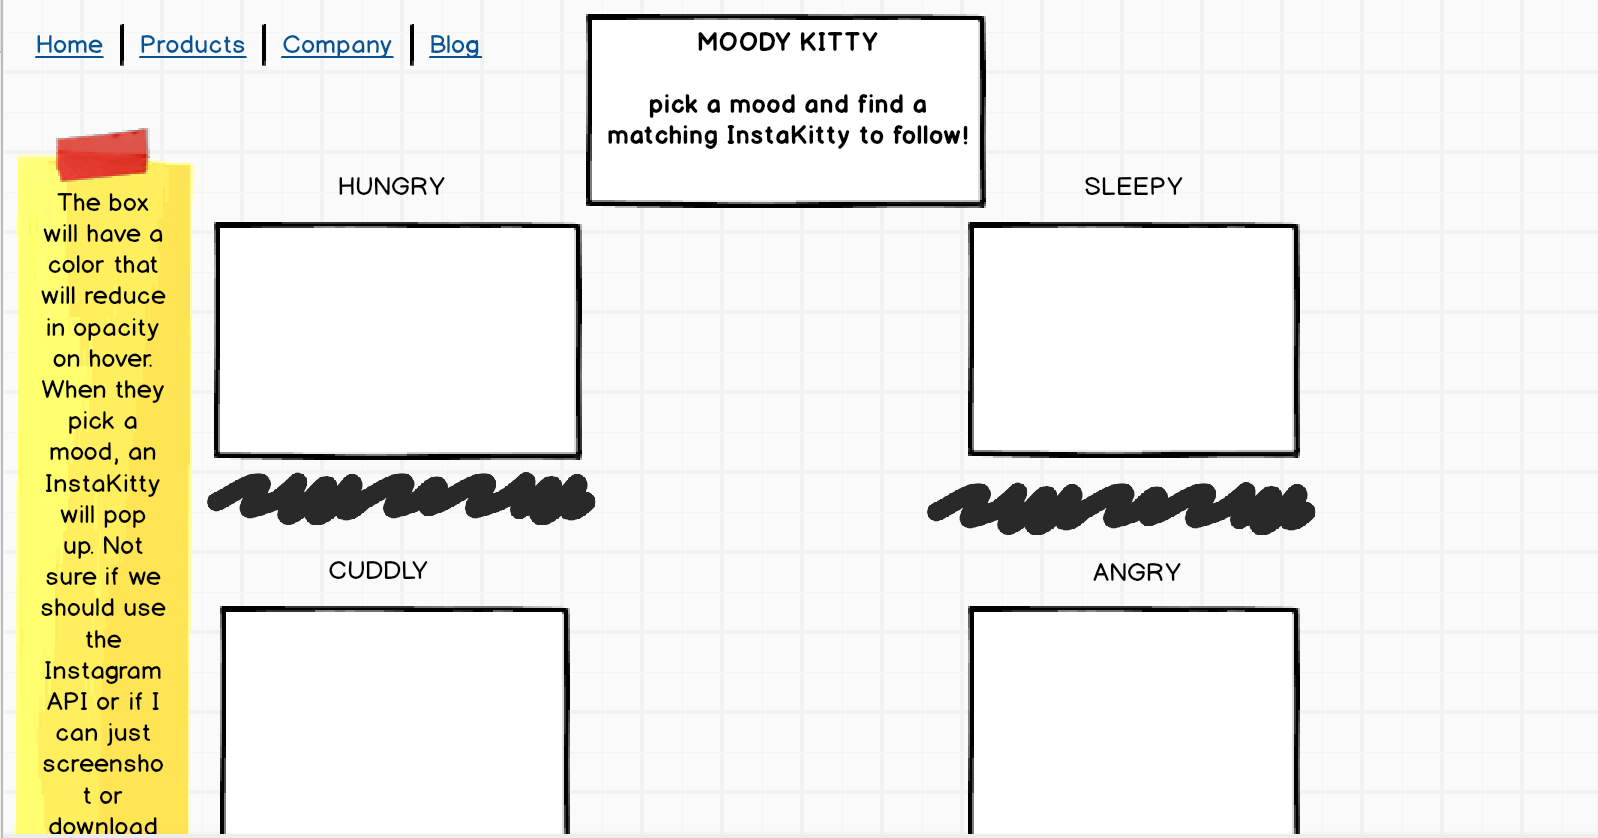 Home
Products
Company
Blog
MOODY KITTY
pick a mood and find a
matching InstaKitty to follow!
HUNGRY
SLEEPY
The box
will have a
color that
will reduce
in opacity
on hover.
When they
pick a
mood, an
InstaKitty
will pop
up. Not
sure if we
should use
the
Instagram
API or if I
can just
screensho
t or
download
CUDDLY
ANGRY